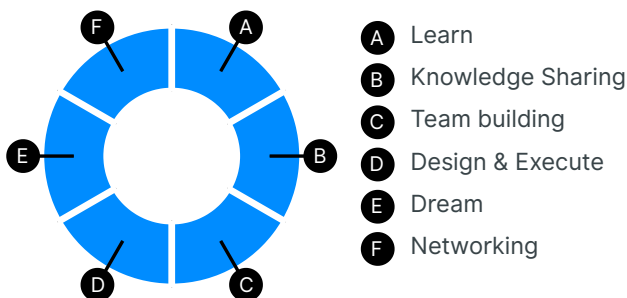 F
A
E
B
D
C
A Learn
B Knowledge Sharing
C Team building
D Design & Execute
E Dream
F Networking